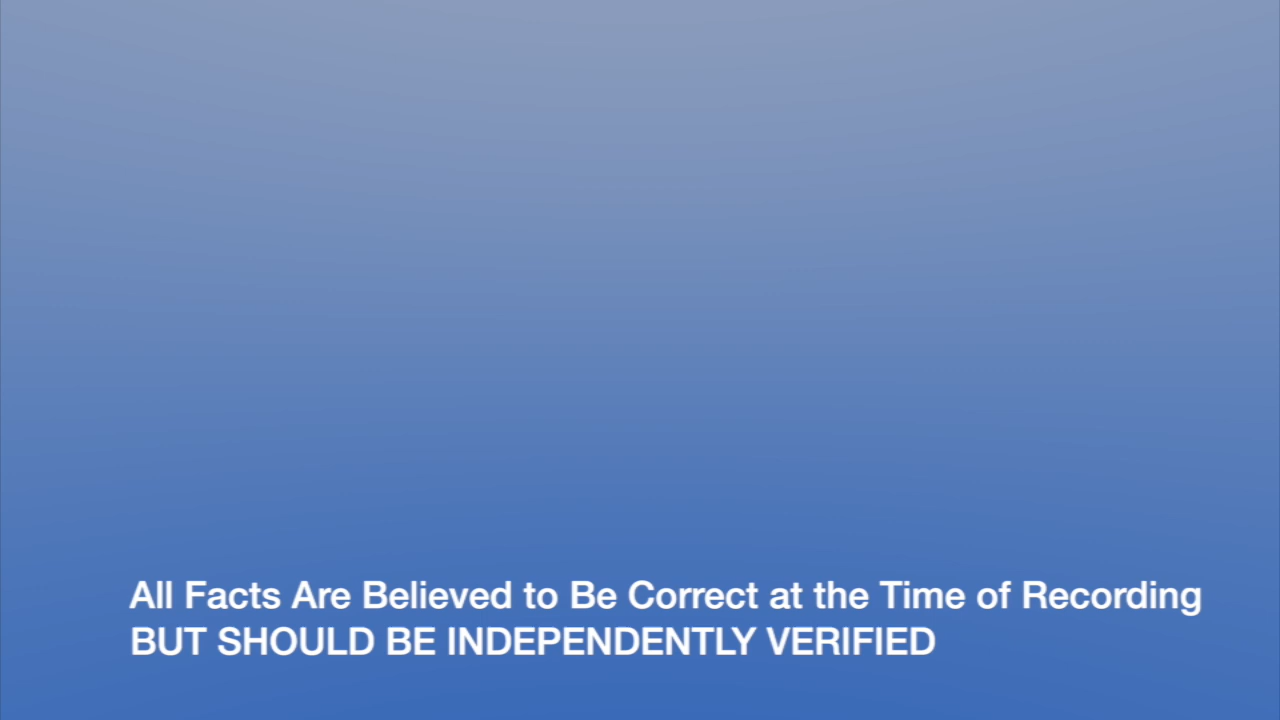 All Facts Are Believed to Be Correct at the Time of Recording
BUT SHOULD BE INDEPENDENTLY VERIFIED